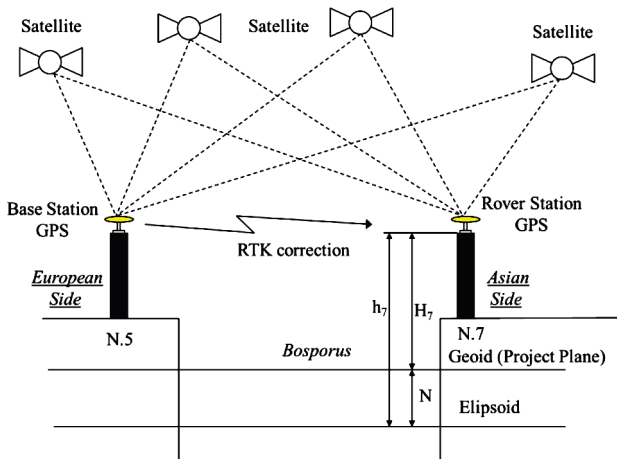 Satellite
Satellite
Satellite
Satellite
Base Station
GPS
Rover Station
GPS
RTK correction
European
Side
Asian
Side
h7
H7
N.5
N.7
Bosporus
Geoid (Project Plane)
N
Elipsoid